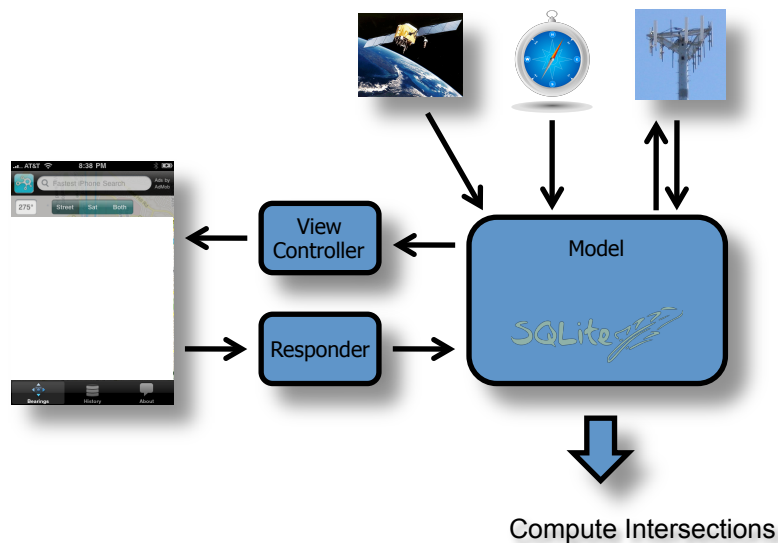 AT&T 8:38 PM
Fastest iPhone Search
Ads by
AdMob
275°
Street Sat Both
Bearings History About
View
Controller
Responder
Model
SQLite
Compute Intersections